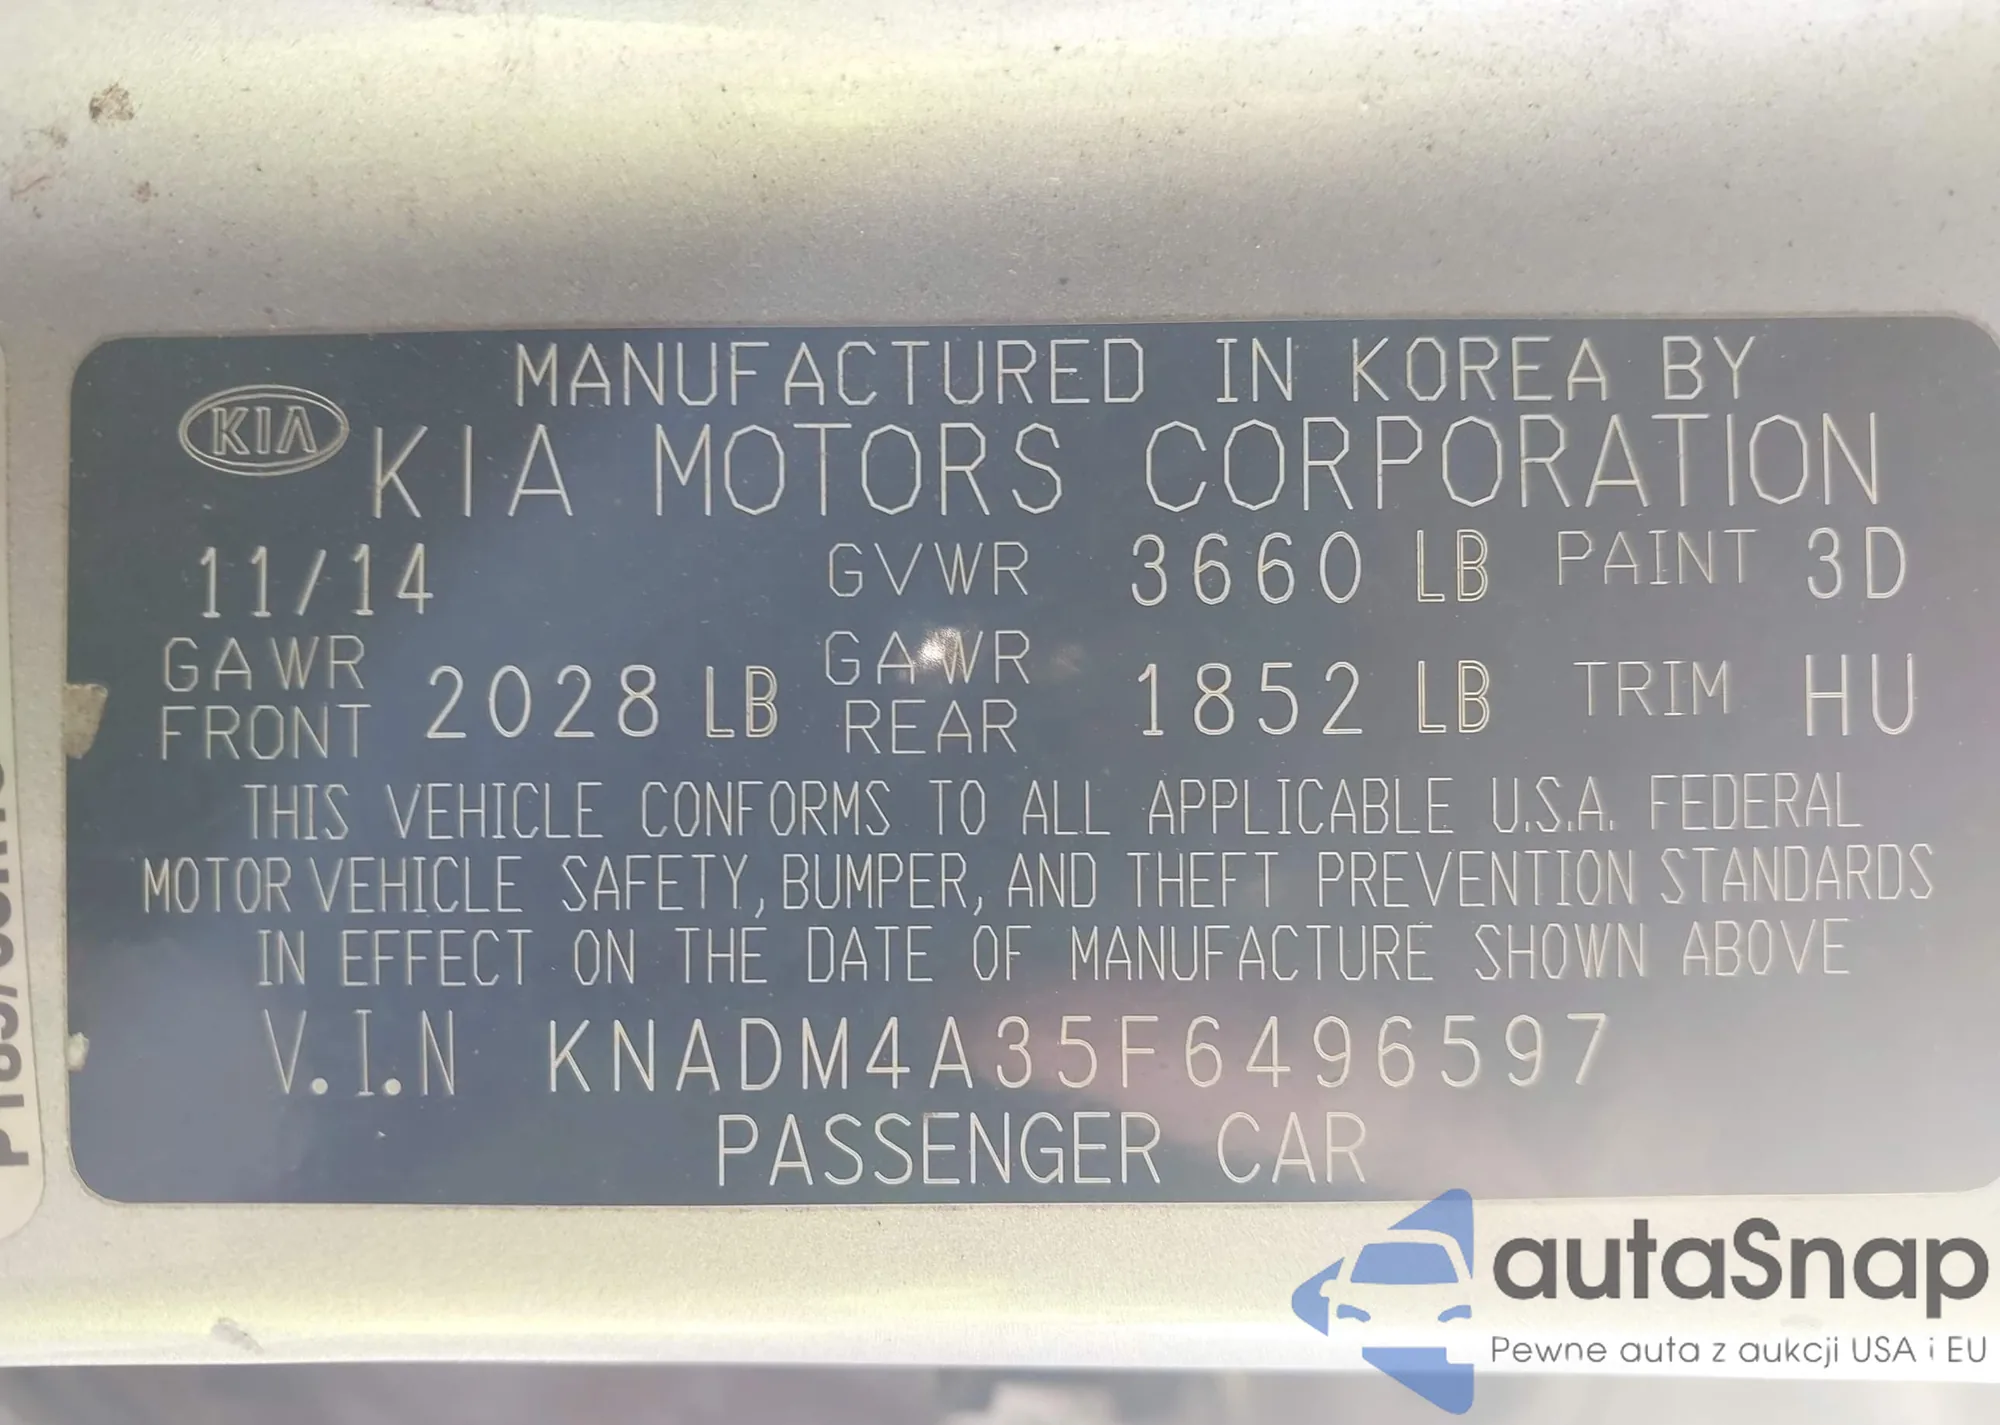 MANUFACTURED IN KOREA BY
KIA KIA MOTORS CORPORATION
11/14 GVWR 3660 LB PAINT 3D
GAWR FRONT 2028 LB GAWR REAR 1852 LB TRIM HU
THIS VEHICLE CONFORMS TO ALL APPLICABLE U.S.A. FEDERAL
MOTOR VEHICLE SAFETY, BUMPER, AND THEFT PREVENTION STANDARDS
IN EFFECT ON THE DATE OF MANUFACTURE SHOWN ABOVE
V.I.N KNADM4A35F6496597
PASSENGER CAR
autaSnap
Pewne auta z aukcji USA i EU